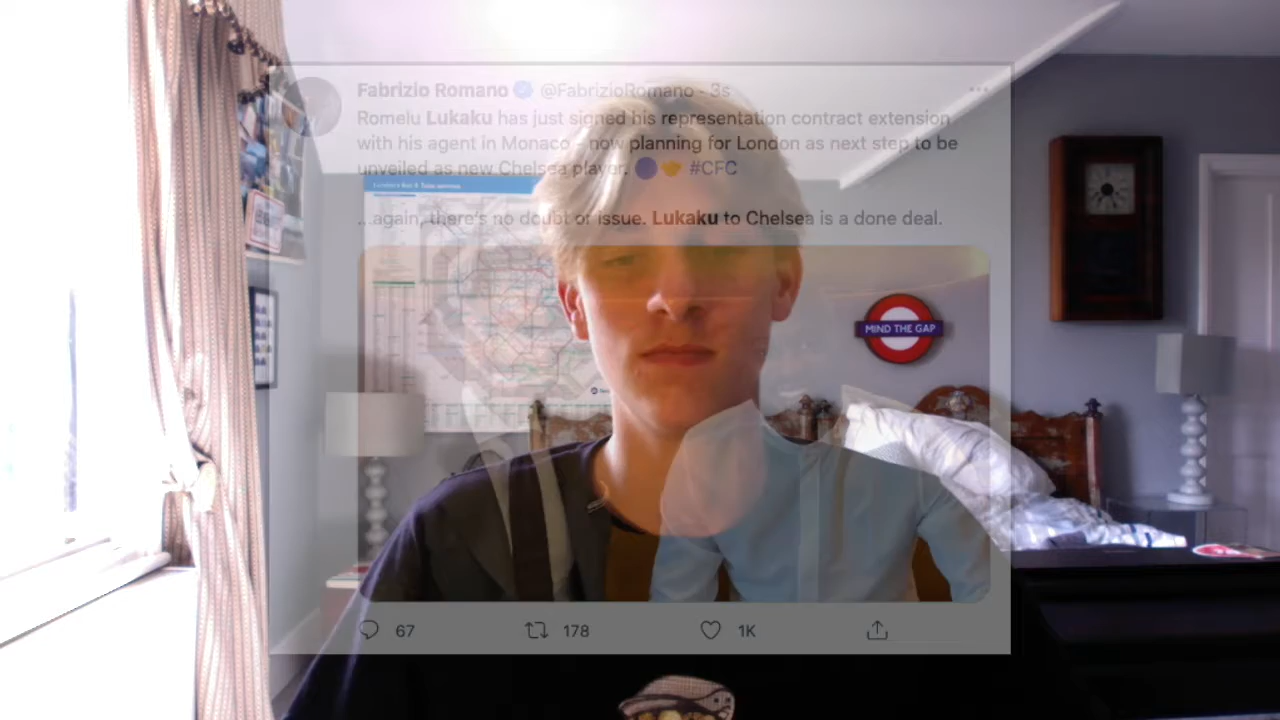 Fabrizio Romano @FabrizioRomano · 3s
Romelu Lukaku has just signed his representation contract extension
with his agent in Monaco - now planning for London as next step to be
unveiled as new Chelsea player. 🔵🤝 #CFC
...again, there's no doubt or issue. Lukaku to Chelsea is a done deal.
MIND THE GAP
67 178 1K